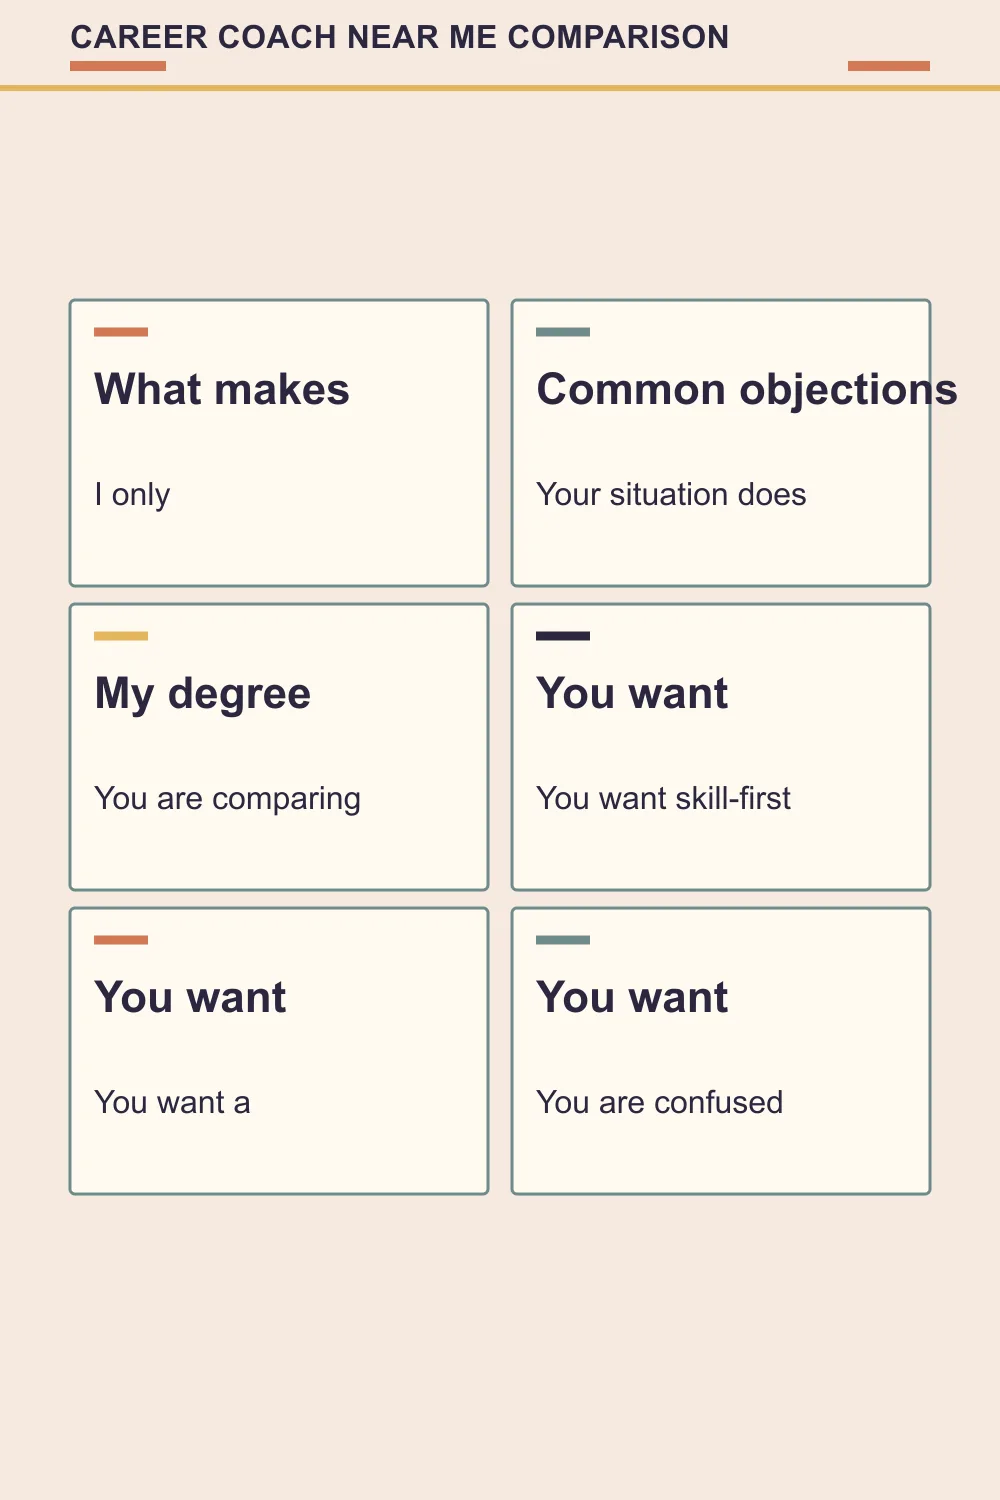 CAREER COACH NEAR ME COMPARISON
What makes
I only
Common objections
Your situation does
My degree
You are comparing
You want
You want skill-first
You want
You want a
You want
You are confused